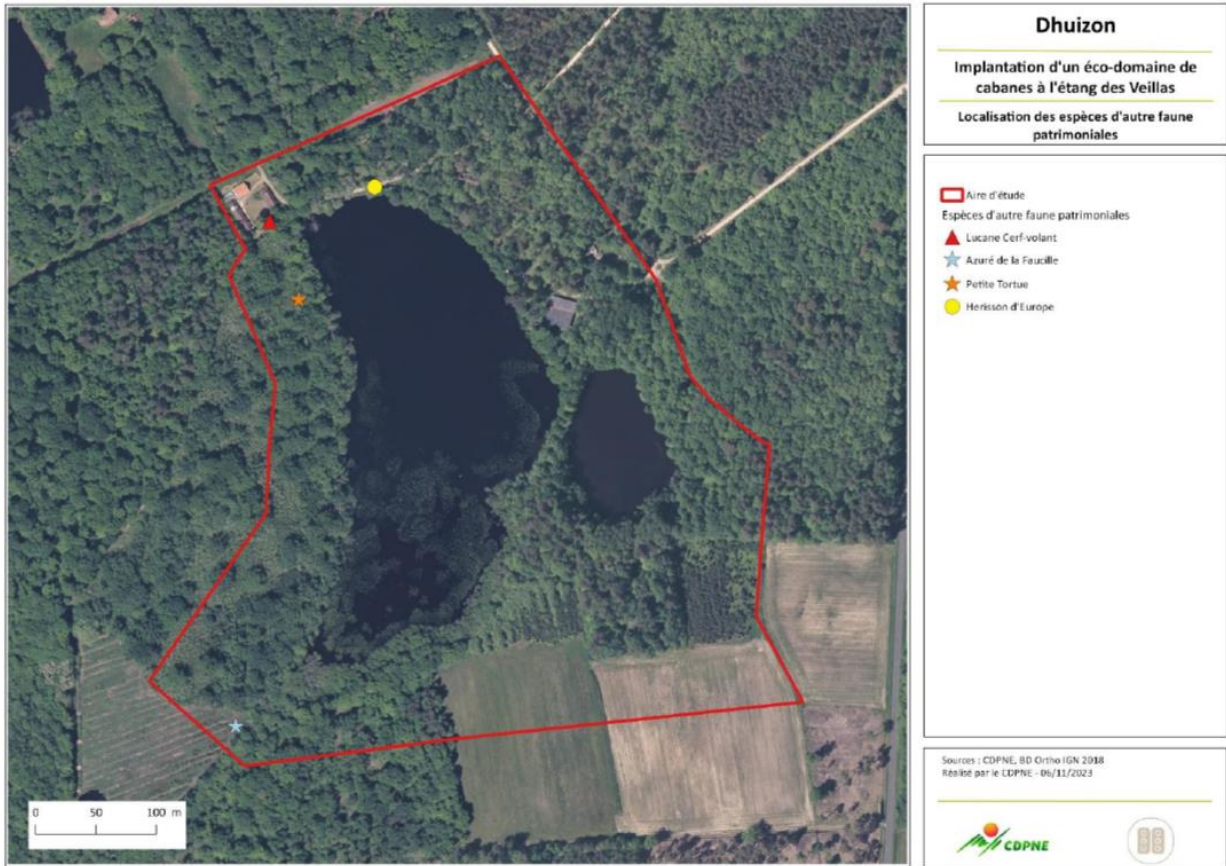 Dhuizon
Implantation d'un éco-domaine de
cabanes à l'étang des Veillas
Localisation des espèces d'autre faune
patrimoniales
Aire d'étude
Espèces d'autre faune patrimoniales
Lucane Cerf-volant
Azuré de la Faucille
Petite Tortue
Herisson d'Europe
Sources : CDPNE, BD Ortho IGN 2018
Réalisé par le CDPNE - 06/11/2023
CDPNE
0 50 100 m